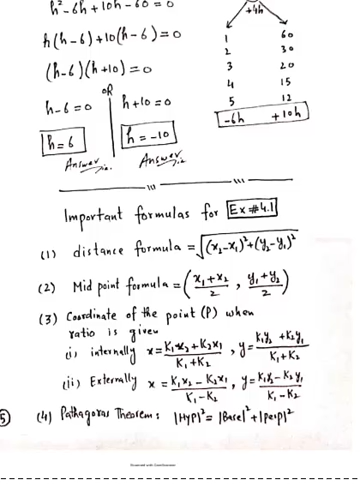 h²-6h+10h-60=0
+4h
h(h-6)+10(h-6)=0
1 60
2 30
(h-6)(h+10)=0
3 20
4 15
OR
5 12
h-6=0 h+10=0
-6h +10h
h=6 h=-10
Answer Answer
Important formulas for Ex#4.1
(1) distance formula = √((x₂-x₁)²+(y₂-y₁)²)
(2) Mid point formula = ((x₁+x₂)/2 , (y₁+y₂)/2)
(3) Coordinate of the point (P) when
ratio is given
(i) internally x=(K₁x₂+K₂x₁)/(K₁+K₂) , y=(K₁y₂+K₂y₁)/(K₁+K₂)
(ii) Externally x=(K₁x₂-K₂x₁)/(K₁-K₂) , y=(K₁y₂-K₂y₁)/(K₁-K₂)
(5) (4) Pathagoras Theorem: |Hyp|²=|Base|²+|perp|²
Scanned with CamScanner